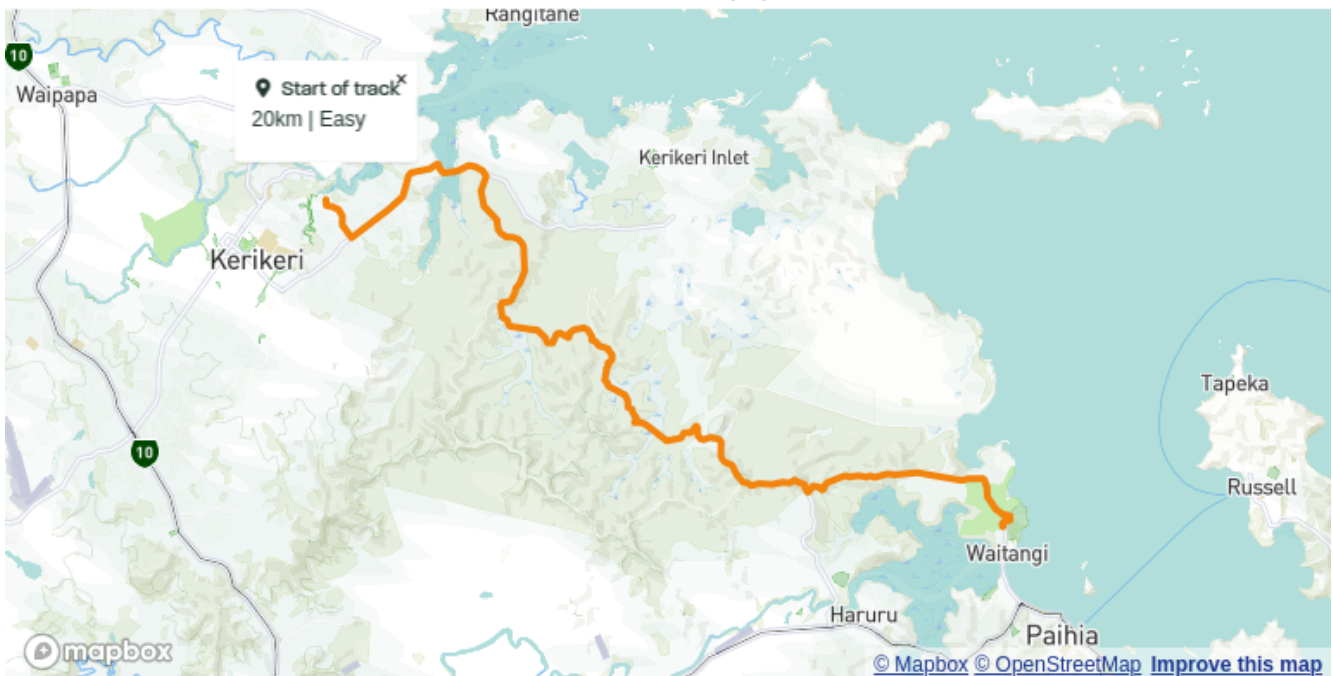 Rangitane
10
Waipapa
Start of track
×
20km | Easy
Kerikeri Inlet
Kerikeri
Tapeka
10
Russell
Waitangi
Haruru
Paihia
mapbox
© Mapbox © OpenStreetMap Improve this map